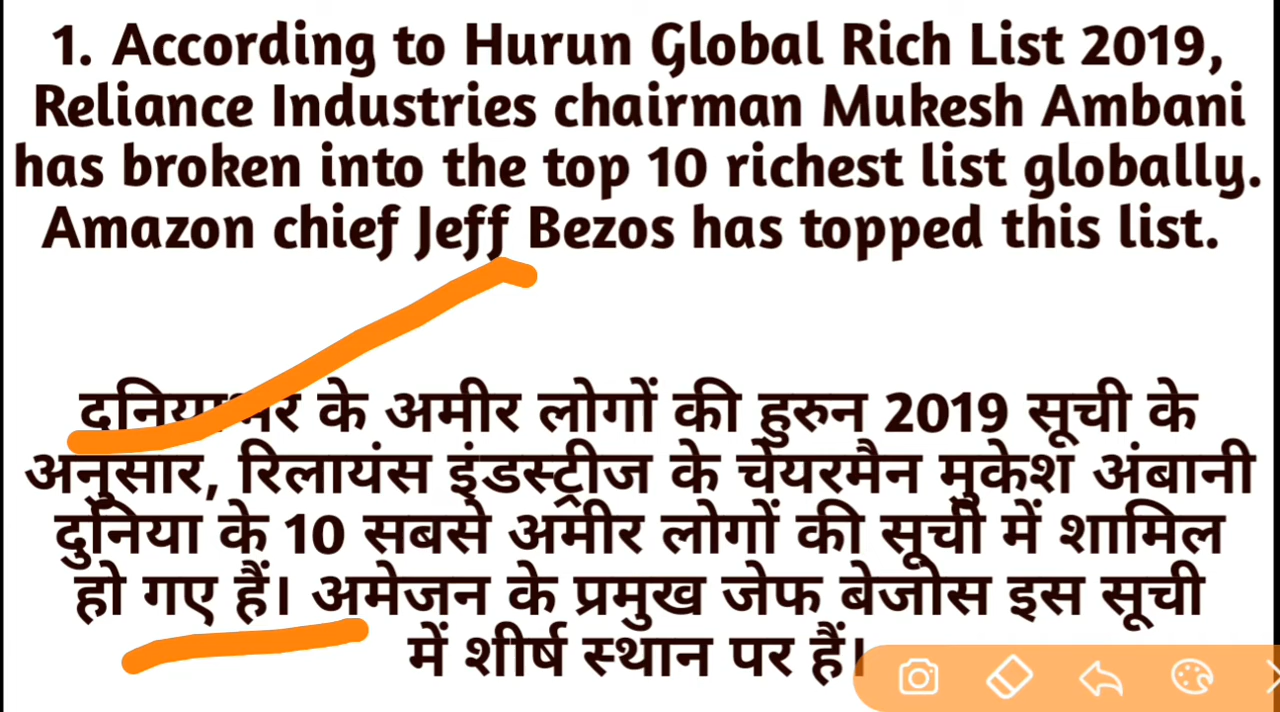 1. According to Hurun Global Rich List 2019,
Reliance Industries chairman Mukesh Ambani
has broken into the top 10 richest list globally.
Amazon chief Jeff Bezos has topped this list.
दुनियाभर के अमीर लोगों की हुरुन 2019 सूची के
अनुसार, रिलायंस इंडस्ट्रीज के चेयरमैन मुकेश अंबानी
दुनिया के 10 सबसे अमीर लोगों की सूची में शामिल
हो गए हैं। अमेजन के प्रमुख जेफ बेजोस इस सूची
में शीर्ष स्थान पर हैं।